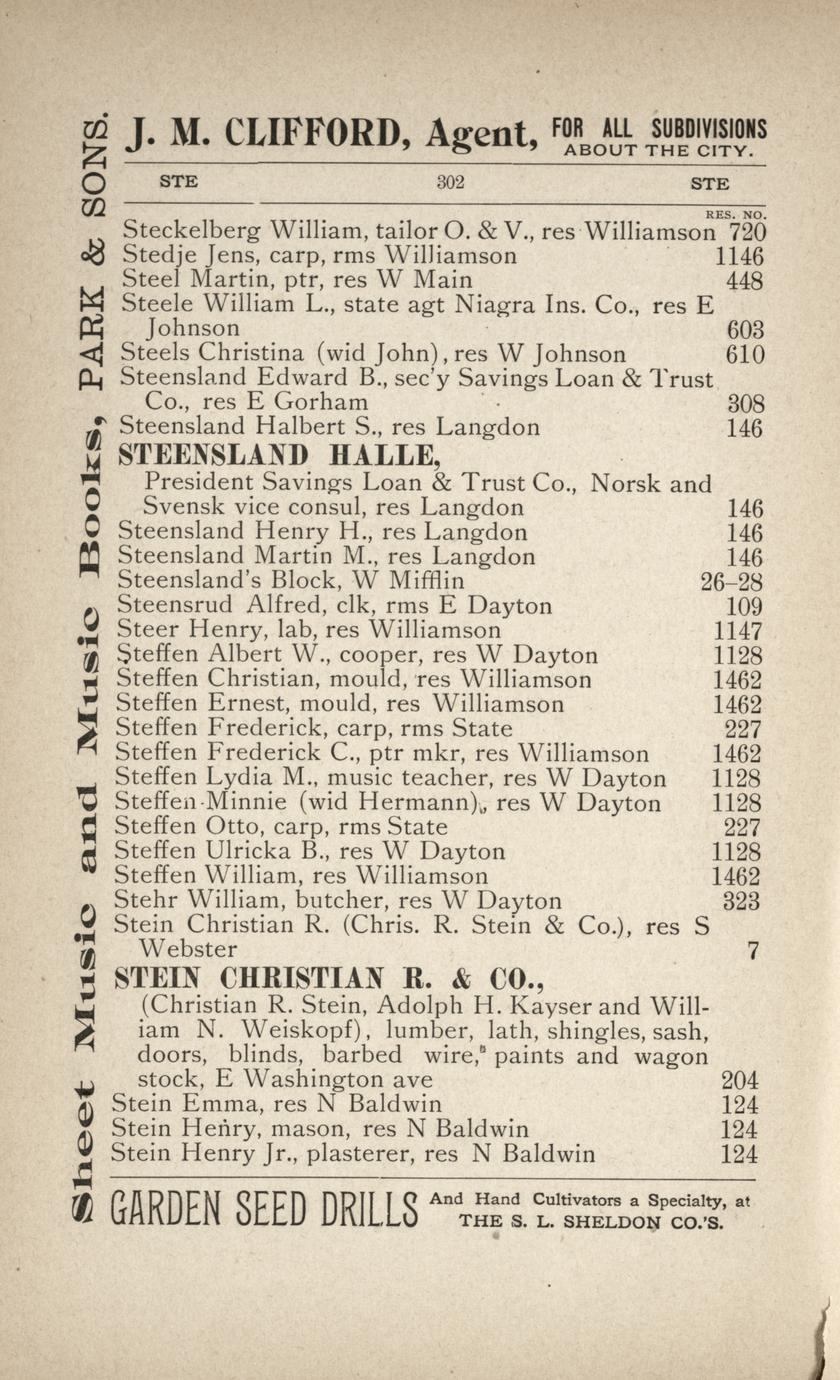 J. M. CLIFFORD, Agent, FOR ALL SUBDIVISIONS
ABOUT THE CITY.
STE 302 STE
RES. NO.
Steckelberg William, tailor O. & V., res Williamson 720
Stedje Jens, carp, rms Williamson 1146
Steel Martin, ptr, res W Main 448
Steele William L., state agt Niagra Ins. Co., res E
Johnson 603
Steels Christina (wid John), res W Johnson 610
Steensland Edward B., sec'y Savings Loan & Trust
Co., res E Gorham 308
Steensland Halbert S., res Langdon 146
STEENSLAND HALLE,
President Savings Loan & Trust Co., Norsk and
Svensk vice consul, res Langdon 146
Steensland Henry H., res Langdon 146
Steensland Martin M., res Langdon 146
Steensland's Block, W Mifflin 26–28
Steensrud Alfred, clk, rms E Dayton 109
Steer Henry, lab, res Williamson 1147
Steffen Albert W., cooper, res W Dayton 1128
Steffen Christian, mould, res Williamson 1462
Steffen Ernest, mould, res Williamson 1462
Steffen Frederick, carp, rms State 227
Steffen Frederick C., ptr mkr, res Williamson 1462
Steffen Lydia M., music teacher, res W Dayton 1128
Steffen Minnie (wid Hermann), res W Dayton 1128
Steffen Otto, carp, rms State 227
Steffen Ulricka B., res W Dayton 1128
Steffen William, res Williamson 1462
Stehr William, butcher, res W Dayton 323
Stein Christian R. (Chris. R. Stein & Co.), res S
Webster 7
STEIN CHRISTIAN R. & CO.,
(Christian R. Stein, Adolph H. Kayser and Will-
iam N. Weiskopf), lumber, lath, shingles, sash,
doors, blinds, barbed wire, paints and wagon
stock, E Washington ave 204
Stein Emma, res N Baldwin 124
Stein Henry, mason, res N Baldwin 124
Stein Henry Jr., plasterer, res N Baldwin 124
GARDEN SEED DRILLS And Hand Cultivators a Specialty, at
THE S. L. SHELDON CO.'S.
Sheet Music and Music Books, PARK & SONS.